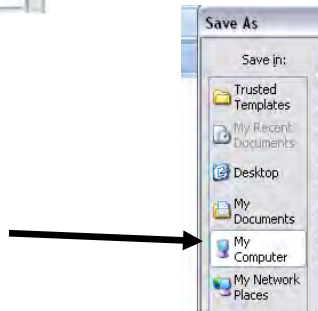 Save As
Save in:
Trusted
Templates
My Recent
Documents
Desktop
My
Documents
My
Computer
My Network
Places